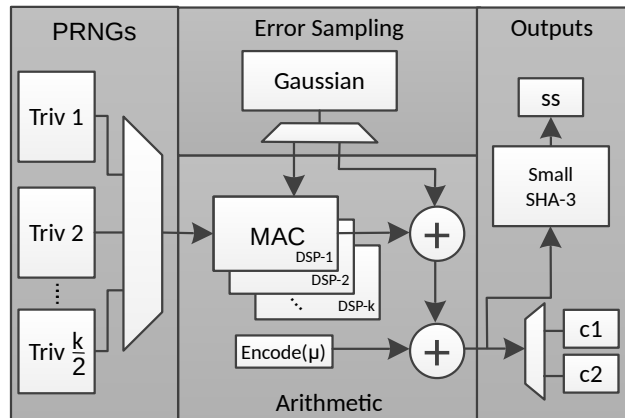 PRNGs
Error Sampling
Outputs
Triv 1
Triv 2
Triv k/2
Gaussian
MAC
DSP-1
DSP-2
DSP-k
+
Encode(μ)
+
Arithmetic
ss
Small
SHA-3
c1
c2